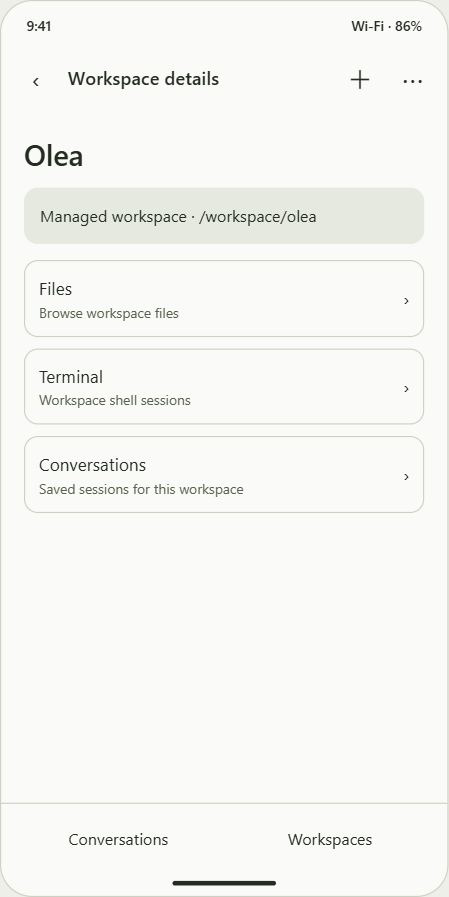 9:41
Wi-Fi · 86%
‹ Workspace details + ...
Olea
Managed workspace · /workspace/olea
Files
Browse workspace files
›
Terminal
Workspace shell sessions
›
Conversations
Saved sessions for this workspace
›
Conversations
Workspaces